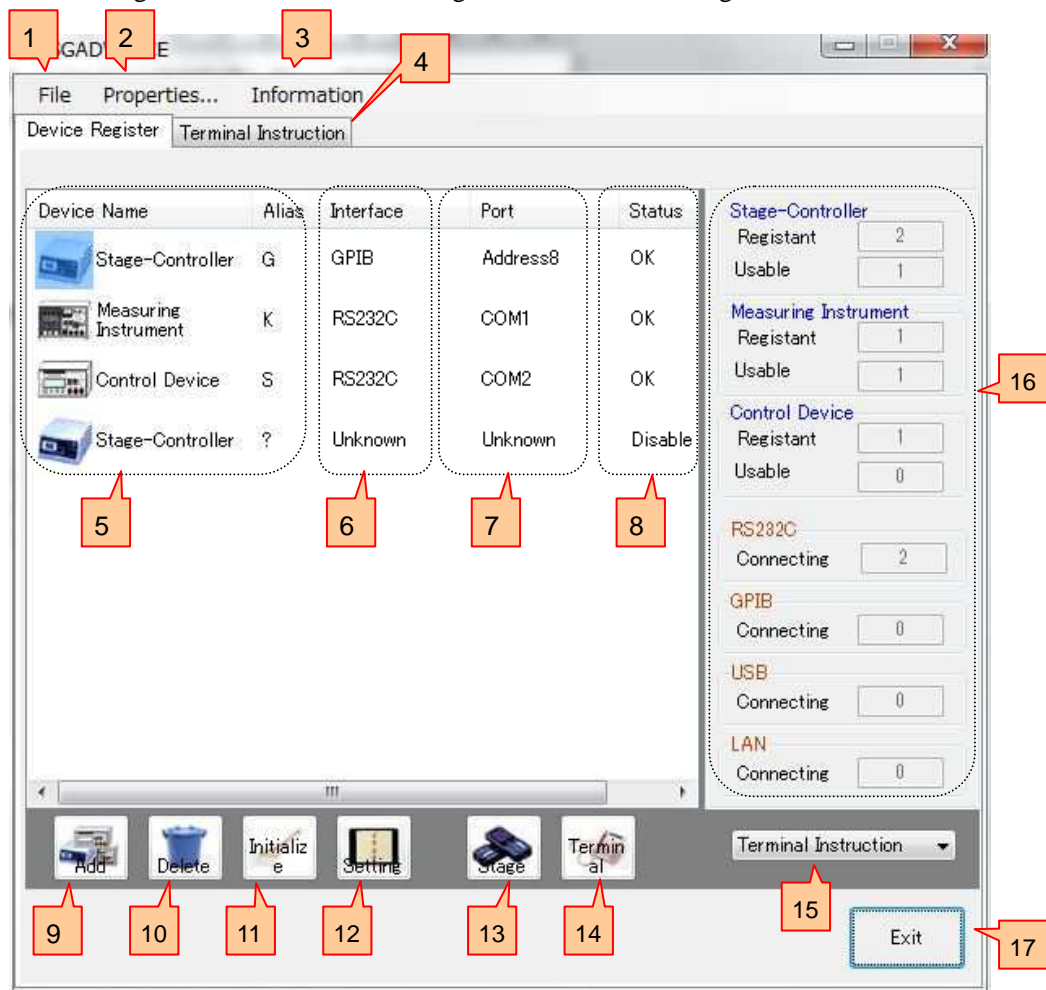 1 2 3 4
File Properties... Information
Device Register Terminal Instruction
Device Name Alias Interface Port Status
Stage-Controller G GPIB Address8 OK
Measuring
Instrument K RS232C COM1 OK
Control Device S RS232C COM2 OK
Stage-Controller ? Unknown Unknown Disable
5 6 7 8
Stage-Controller
Registant 2
Usable 1
Measuring Instrument
Registant 1
Usable 1
Control Device
Registant 1
Usable 0
16
RS232C
Connecting 2
GPIB
Connecting 0
USB
Connecting 0
LAN
Connecting 0
Add Delete Initializ
e Setting Stage Termin
al Terminal Instruction
9 10 11 12 13 14 15
Exit
17